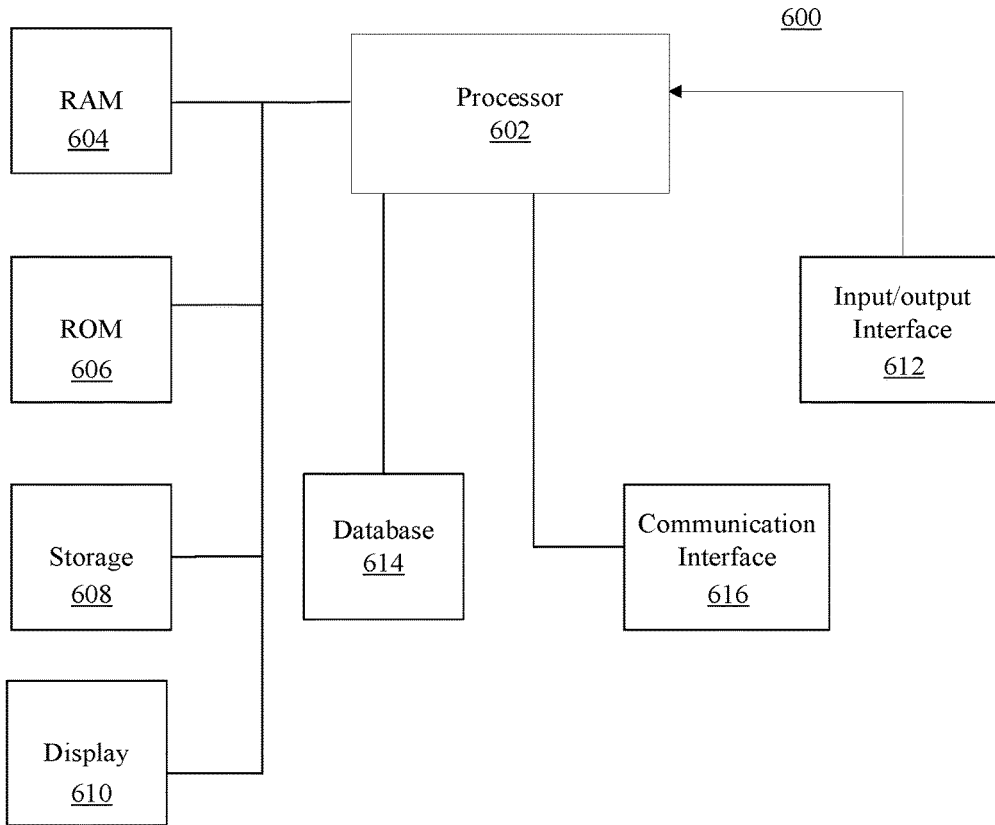 600
RAM
604
Processor
602
ROM
606
Input/output
Interface
612
Storage
608
Database
614
Communication
Interface
616
Display
610